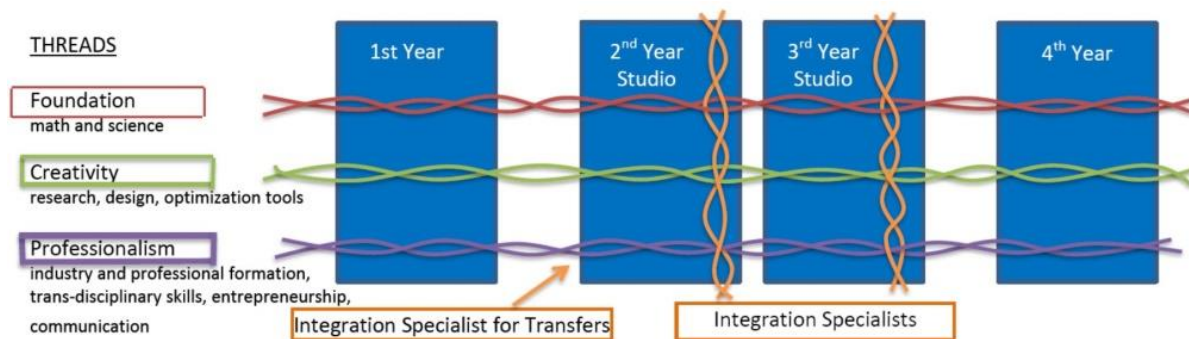 THREADS
Foundation
math and science
Creativity
research, design, optimization tools
Professionalism
industry and professional formation,
trans-disciplinary skills, entrepreneurship,
communication
1st Year
2nd Year
Studio
3rd Year
Studio
4th Year
Integration Specialist for Transfers
Integration Specialists